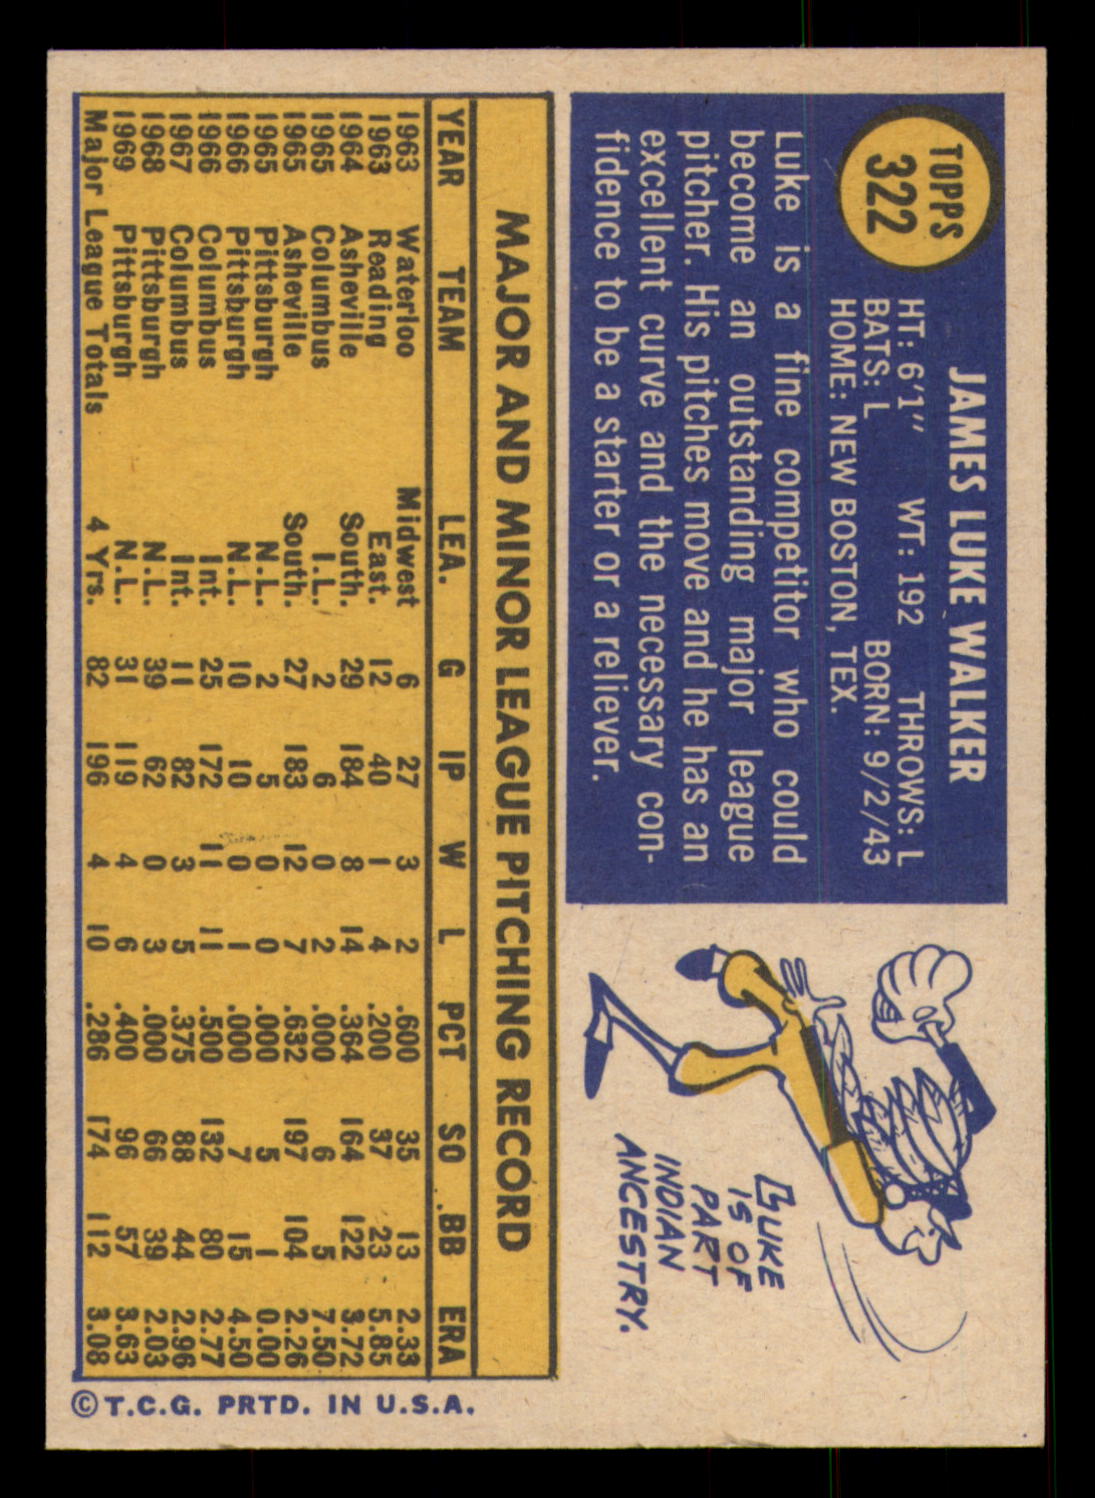 TOPPS
322
JAMES LUKE WALKER
HT: 6'1" WT: 192 THROWS: L
BATS: L BORN: 9/2/43
HOME: NEW BOSTON, TEX.
Luke is a fine competitor who could
become an outstanding major league
pitcher. His pitches move and he has an
excellent curve and the necessary con-
fidence to be a starter or a reliever.
LUKE
IS OF
PART
INDIAN
ANCESTRY.
MAJOR AND MINOR LEAGUE PITCHING RECORD
YEAR TEAM LEA. G IP W L PCT SO BB ERA
1963 Waterloo Midwest 6 27 3 2 .600 35 13 2.33
1963 Reading East. 12 40 1 4 .200 37 23 5.85
1964 Asheville South. 29 184 8 14 .364 164 122 3.72
1965 Columbus I.L. 2 6 0 2 .000 6 5 7.50
1965 Asheville South. 27 183 12 7 .632 197 104 2.26
1965 Pittsburgh N.L. 2 5 0 0 .000 5 1 0.00
1966 Pittsburgh N.L. 10 10 0 1 .000 7 15 4.50
1966 Columbus Int. 25 172 11 11 .500 132 80 2.77
1967 Columbus Int. 11 82 3 5 .375 88 44 2.96
1968 Pittsburgh N.L. 39 62 0 3 .000 66 39 2.03
1969 Pittsburgh N.L. 31 119 4 6 .400 96 57 3.63
Major League Totals 4 Yrs. 82 196 4 10 .286 174 112 3.08
©T.C.G. PRTD. IN U.S.A.